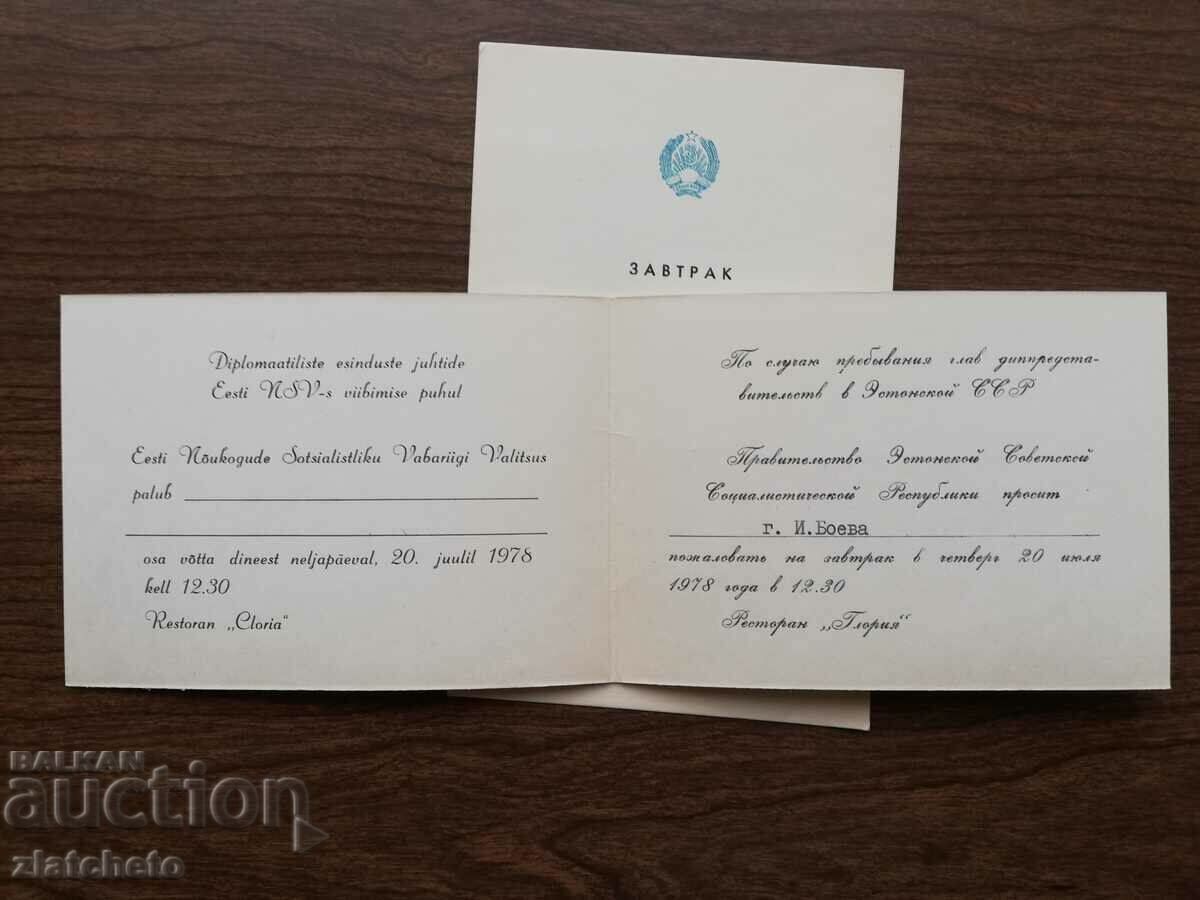 ЗАВТРАК
Diplomaatiliste esinduste juhtide
Eesti NSV-s viibimise puhul
Eesti Nõukogude Sotsialistliku Vabariigi Valitsus
palub
osa võtta dineest neljapäeval, 20. juulil 1978
kell 12.30
Restoran „Cloria"
По случаю пребывания глав диппредста-
вительств в Эстонской ССР
Правительство Эстонской Советской
Социалистической Республики просит
г. И.Боева
пожаловать на завтрак в четверг 20 июля
1978 года в 12.30
Ресторан „Глория"
BALKAN
auction
zlatcheto